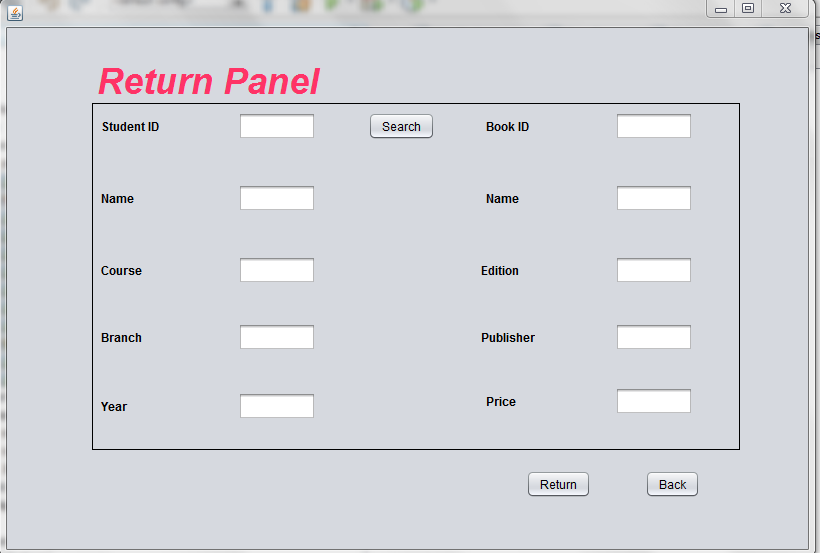 Return Panel
Student ID
Search
Book ID
Name
Name
Course
Edition
Branch
Publisher
Year
Price
Return
Back